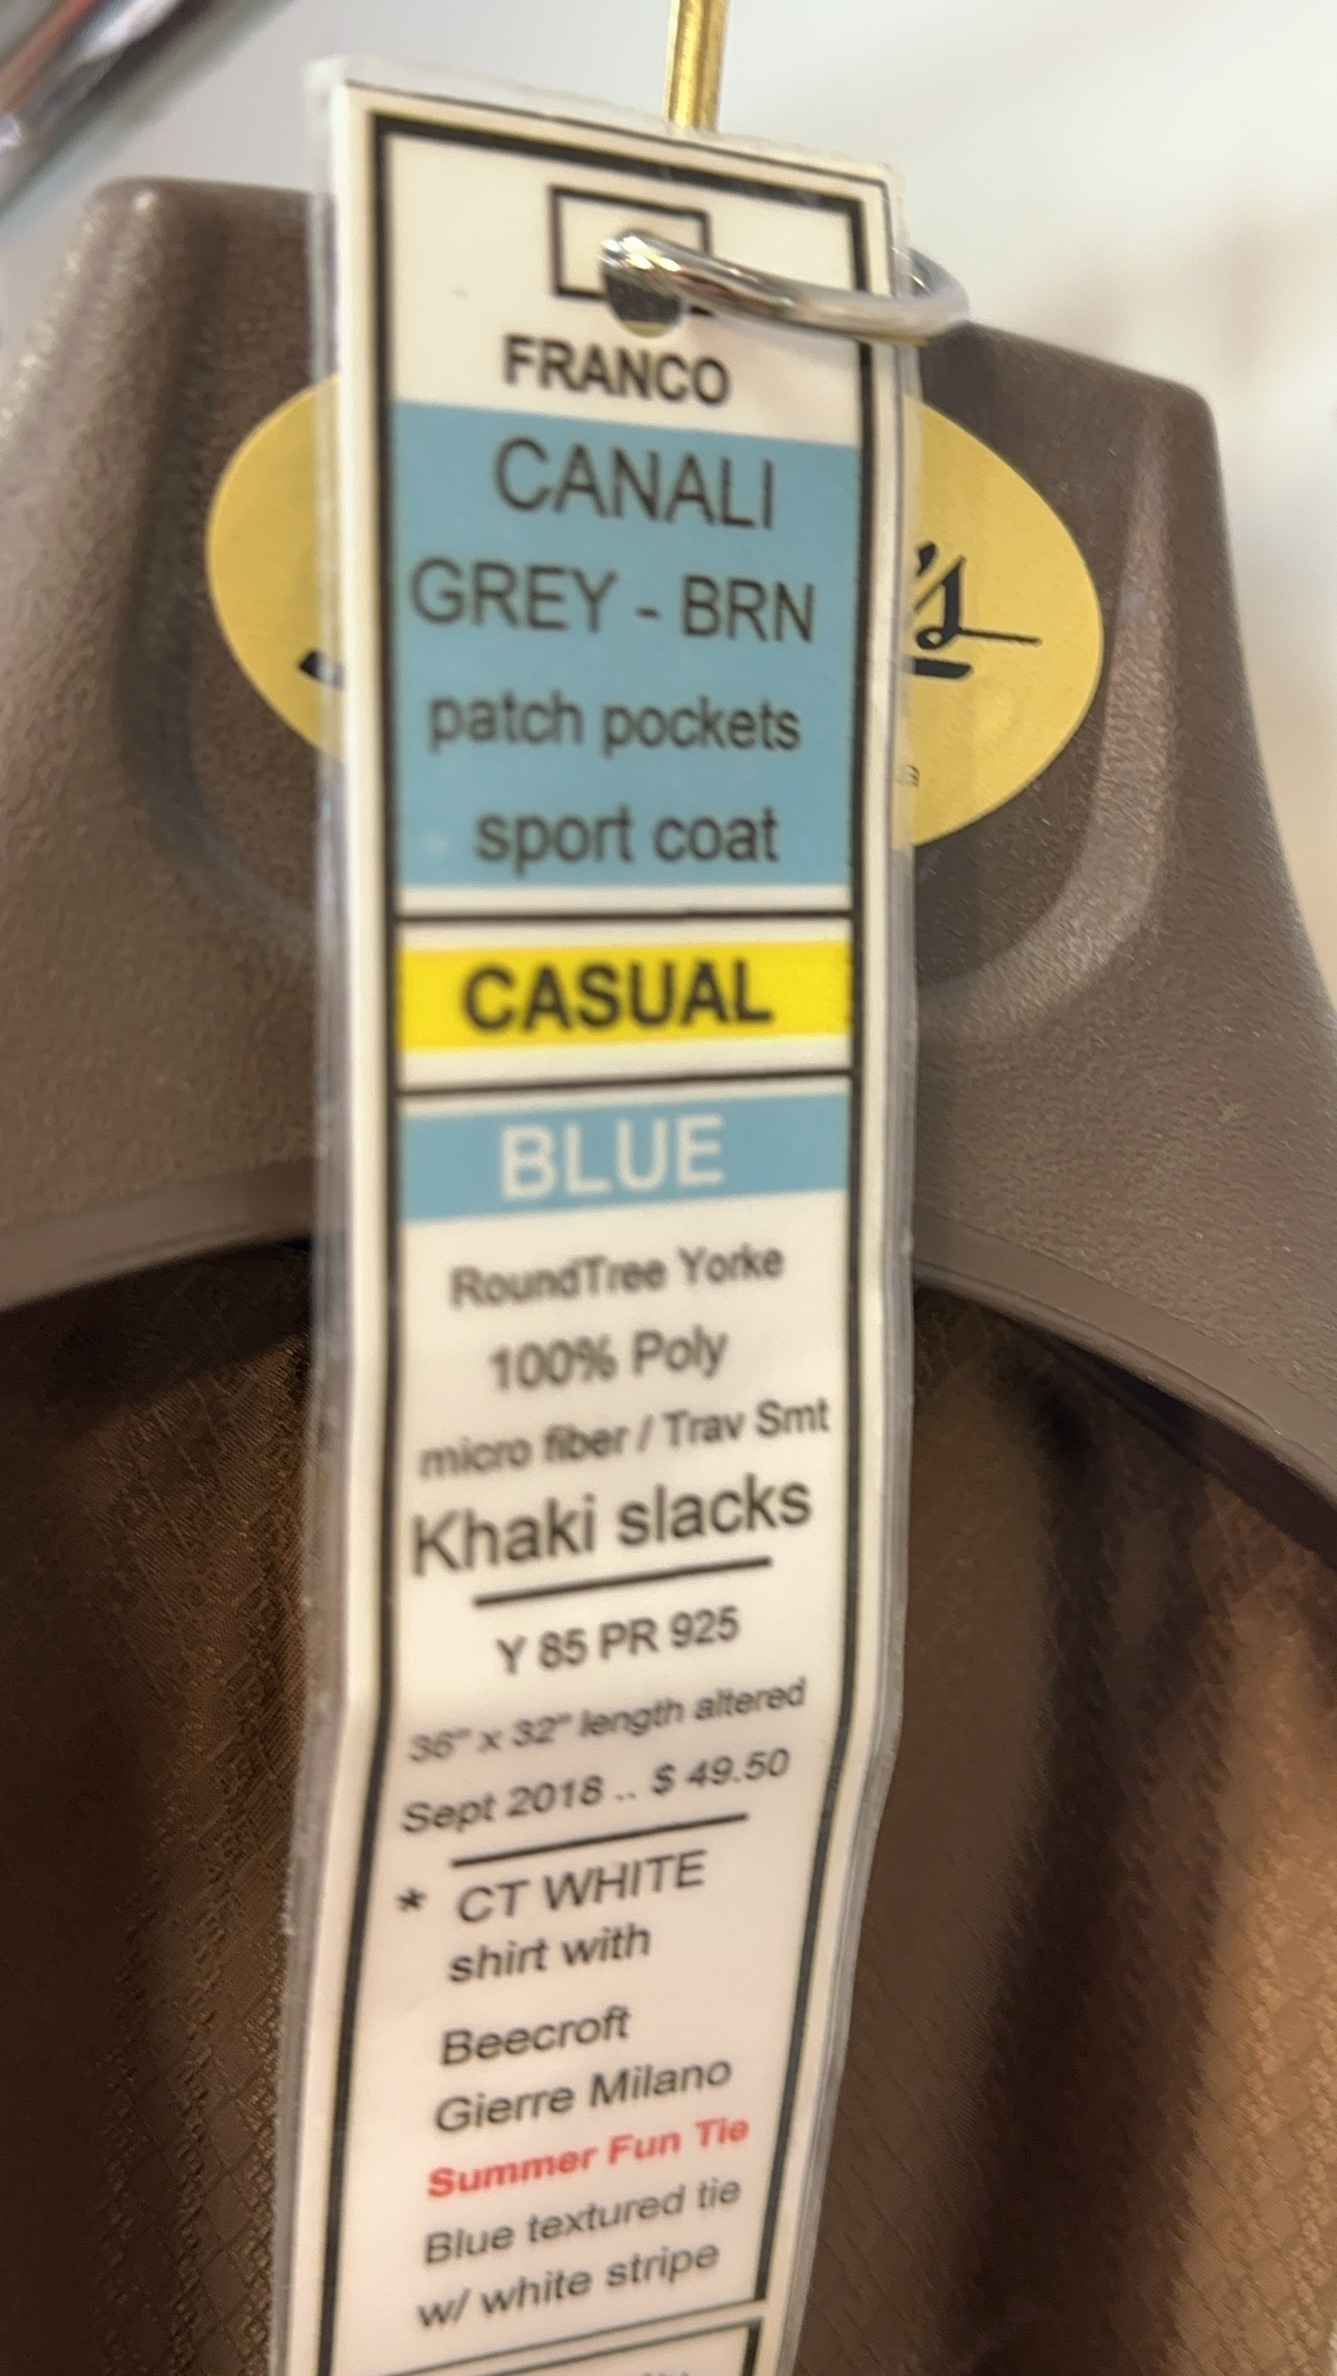 FRANCO
CANALI
GREY - BRN
patch pockets
sport coat
CASUAL
BLUE
RoundTree Yorke
100% Poly
micro fiber / Trav Smt
Khaki slacks
Y 85 PR 925
36" x 32" length altered
Sept 2018 .. $ 49.50
* CT WHITE
shirt with
Beecroft
Gierre Milano
Summer Fun Tie
Blue textured tie
w/ white stripe
's
a